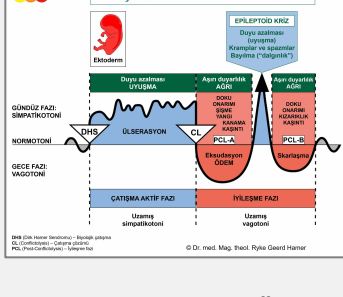 EPİLEPTOİD KRİZ
Duyu azalması
(uyuşma)
Kramplar ve spazmlar
Bayılma ("dalgınlık")
Ektoderm
Duyu azalması
UYUŞMA
Aşırı duyarlılık
AĞRI
Aşırı duyarlılık
AĞRI
GÜNDÜZ FAZI:
SİMPATİKOTONİ
DOKU
ONARIMI
ŞİŞME
YANGI
KANAMA
KAŞINTI
DOKU
ONARIMI
KIZARIKLIK
KAŞINTI
DHS
ÜLSERASYON
CL
PCL-A
PCL-B
NORMOTONİ
GECE FAZI:
VAGOTONİ
Eksudasyon
ÖDEM
Skarlaşma
ÇATIŞMA AKTİF FAZI
İYİLEŞME FAZI
Uzamış
simpatikotoni
Uzamış
vagotoni
DHS (Dirk Hamer Sendromu) – Biyolojik çatışma
CL (Conflictolysis) – Çatışma çözümü
PCL (Post-Conflictolysis) – İyileşme fazı
© Dr. med. Mag. theol. Ryke Geerd Hamer